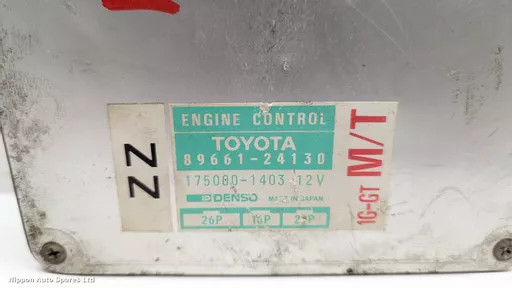 ENGINE CONTROL
TOYOTA
89661-24130
175080-1403 12V
DENSO MADE IN JAPAN
26P 16P 22P
ZZ
1G-GT M/T
Nippon Auto Spares Ltd